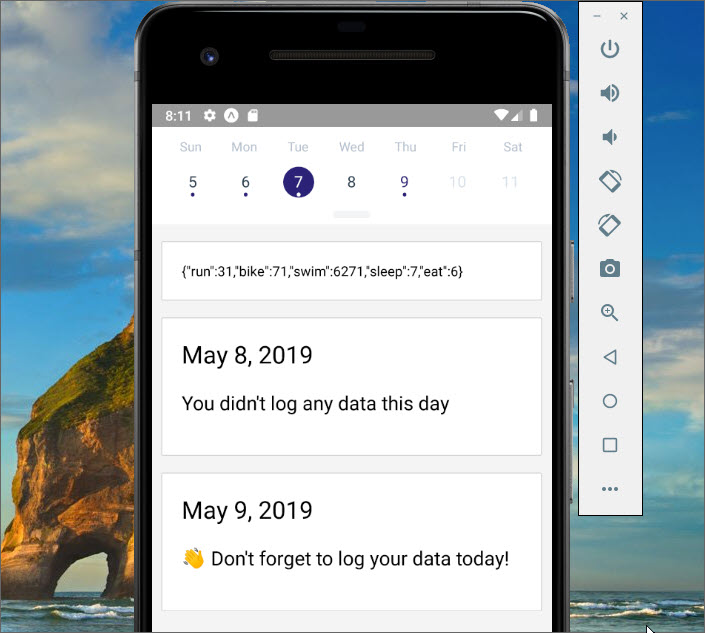 8:11
Sun Mon Tue Wed Thu Fri Sat
5 6 7 8 9 10 11
{"run":31,"bike":71,"swim":6271,"sleep":7,"eat":6}
May 8, 2019
You didn't log any data this day
May 9, 2019
👋 Don't forget to log your data today!